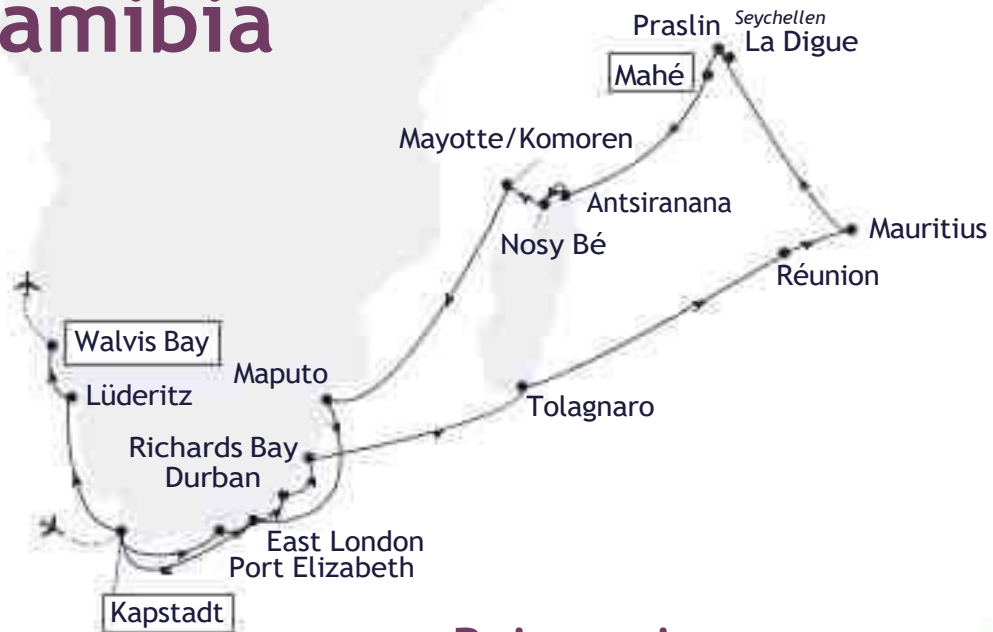 amibia
Seychellen
Praslin
La Digue
Mahé
Mayotte/Komoren
Antsiranana
Nosy Bé
Mauritius
Réunion
Walvis Bay
Maputo
Lüderitz
Tolagnaro
Richards Bay
Durban
East London
Port Elizabeth
Kapstadt